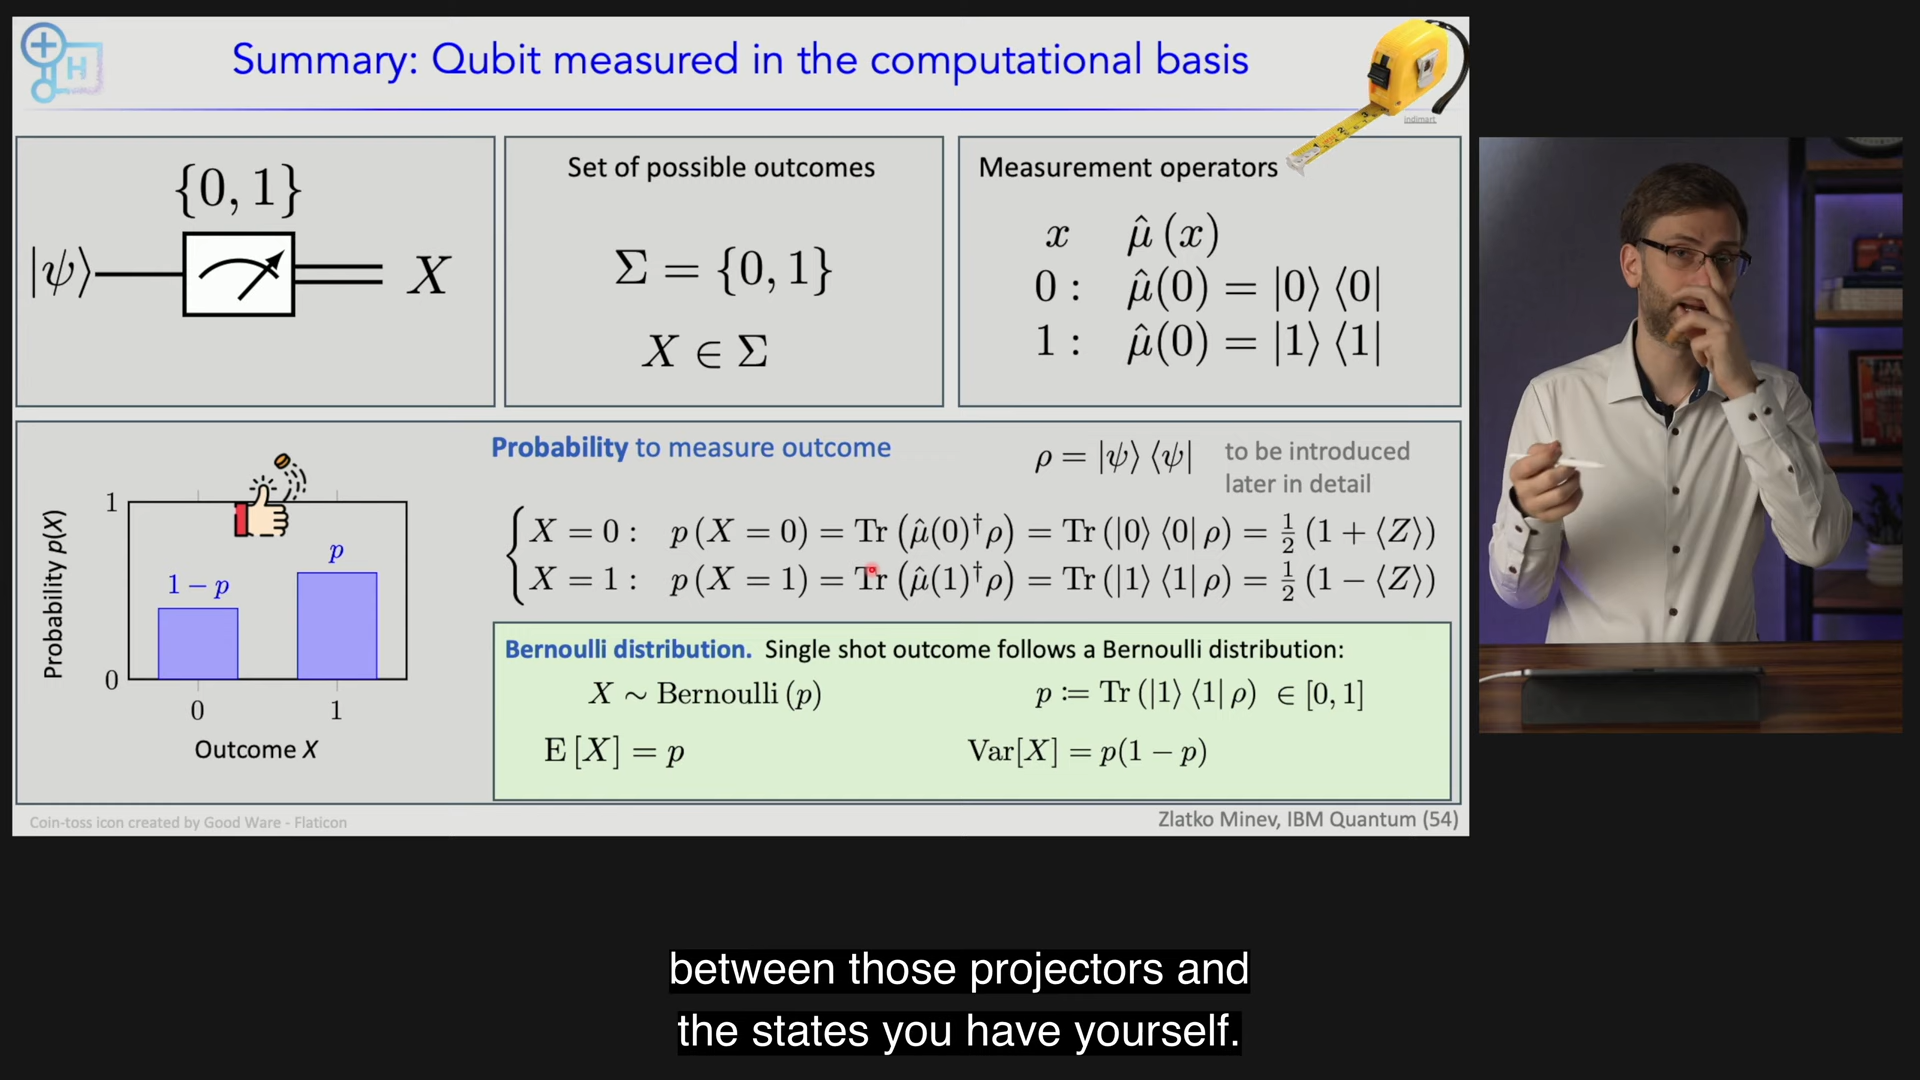 H
Summary: Qubit measured in the computational basis
indimart
{0, 1}
|ψ⟩ X
Set of possible outcomes
Σ = {0, 1}
X ∈ Σ
Measurement operators
x μ̂ (x)
0 : μ̂(0) = |0⟩ ⟨0|
1 : μ̂(0) = |1⟩ ⟨1|
Probability p(X)
1
0
1 − p
p
0 1
Outcome X
Probability to measure outcome
ρ = |ψ⟩ ⟨ψ| to be introduced
later in detail
X = 0 : p (X = 0) = Tr (μ̂(0)†ρ) = Tr (|0⟩ ⟨0| ρ) = 1/2 (1 + ⟨Z⟩)
X = 1 : p (X = 1) = Tr (μ̂(1)†ρ) = Tr (|1⟩ ⟨1| ρ) = 1/2 (1 − ⟨Z⟩)
Bernoulli distribution. Single shot outcome follows a Bernoulli distribution:
X ∼ Bernoulli (p) p := Tr (|1⟩ ⟨1| ρ) ∈ [0, 1]
E [X] = p Var[X] = p(1 − p)
Coin-toss icon created by Good Ware - Flaticon
Zlatko Minev, IBM Quantum (54)
between those projectors and
the states you have yourself.